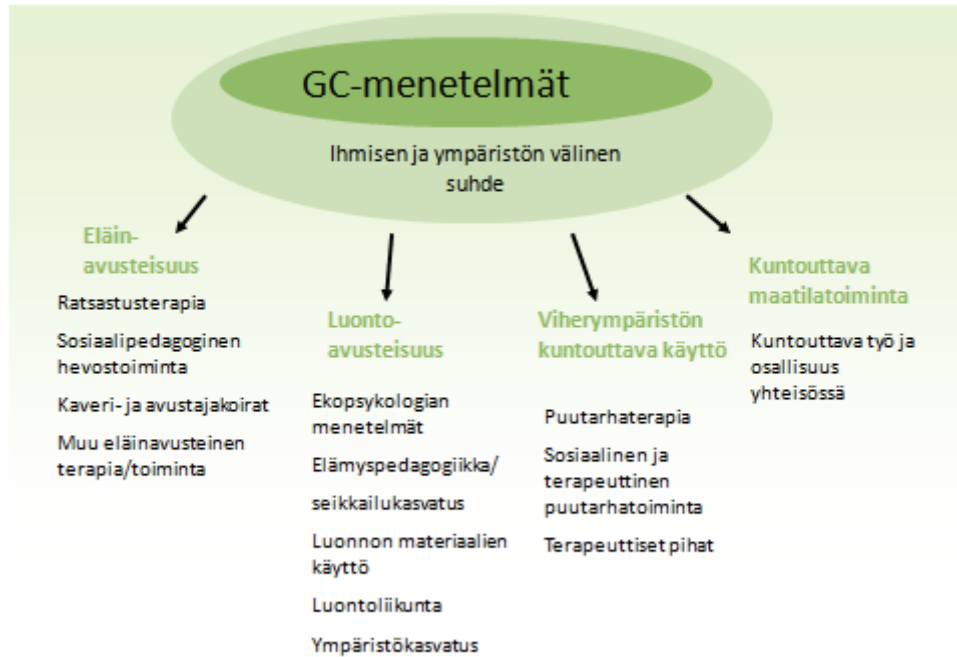 GC-menetelmät
Ihmisen ja ympäristön välinen
suhde
Eläin-
avusteisuus
Ratsastusterapia
Sosiaalipedagoginen
hevostoiminta
Kaveri- ja avustajakoirat
Muu eläinavusteinen
terapia/toiminta
Luonto-
avusteisuus
Ekopsykologian
menetelmät
Elämyspedagogiikka/
seikkailukasvatus
Luonnon materiaalien
käyttö
Luontoliikunta
Ympäristökasvatus
Viherympäristön
kuntouttava käyttö
Puutarhaterapia
Sosiaalinen ja
terapeuttinen
puutarhatoiminta
Terapeuttiset pihat
Kuntouttava
maatilatoiminta
Kuntouttava työ ja
osallisuus
yhteisössä